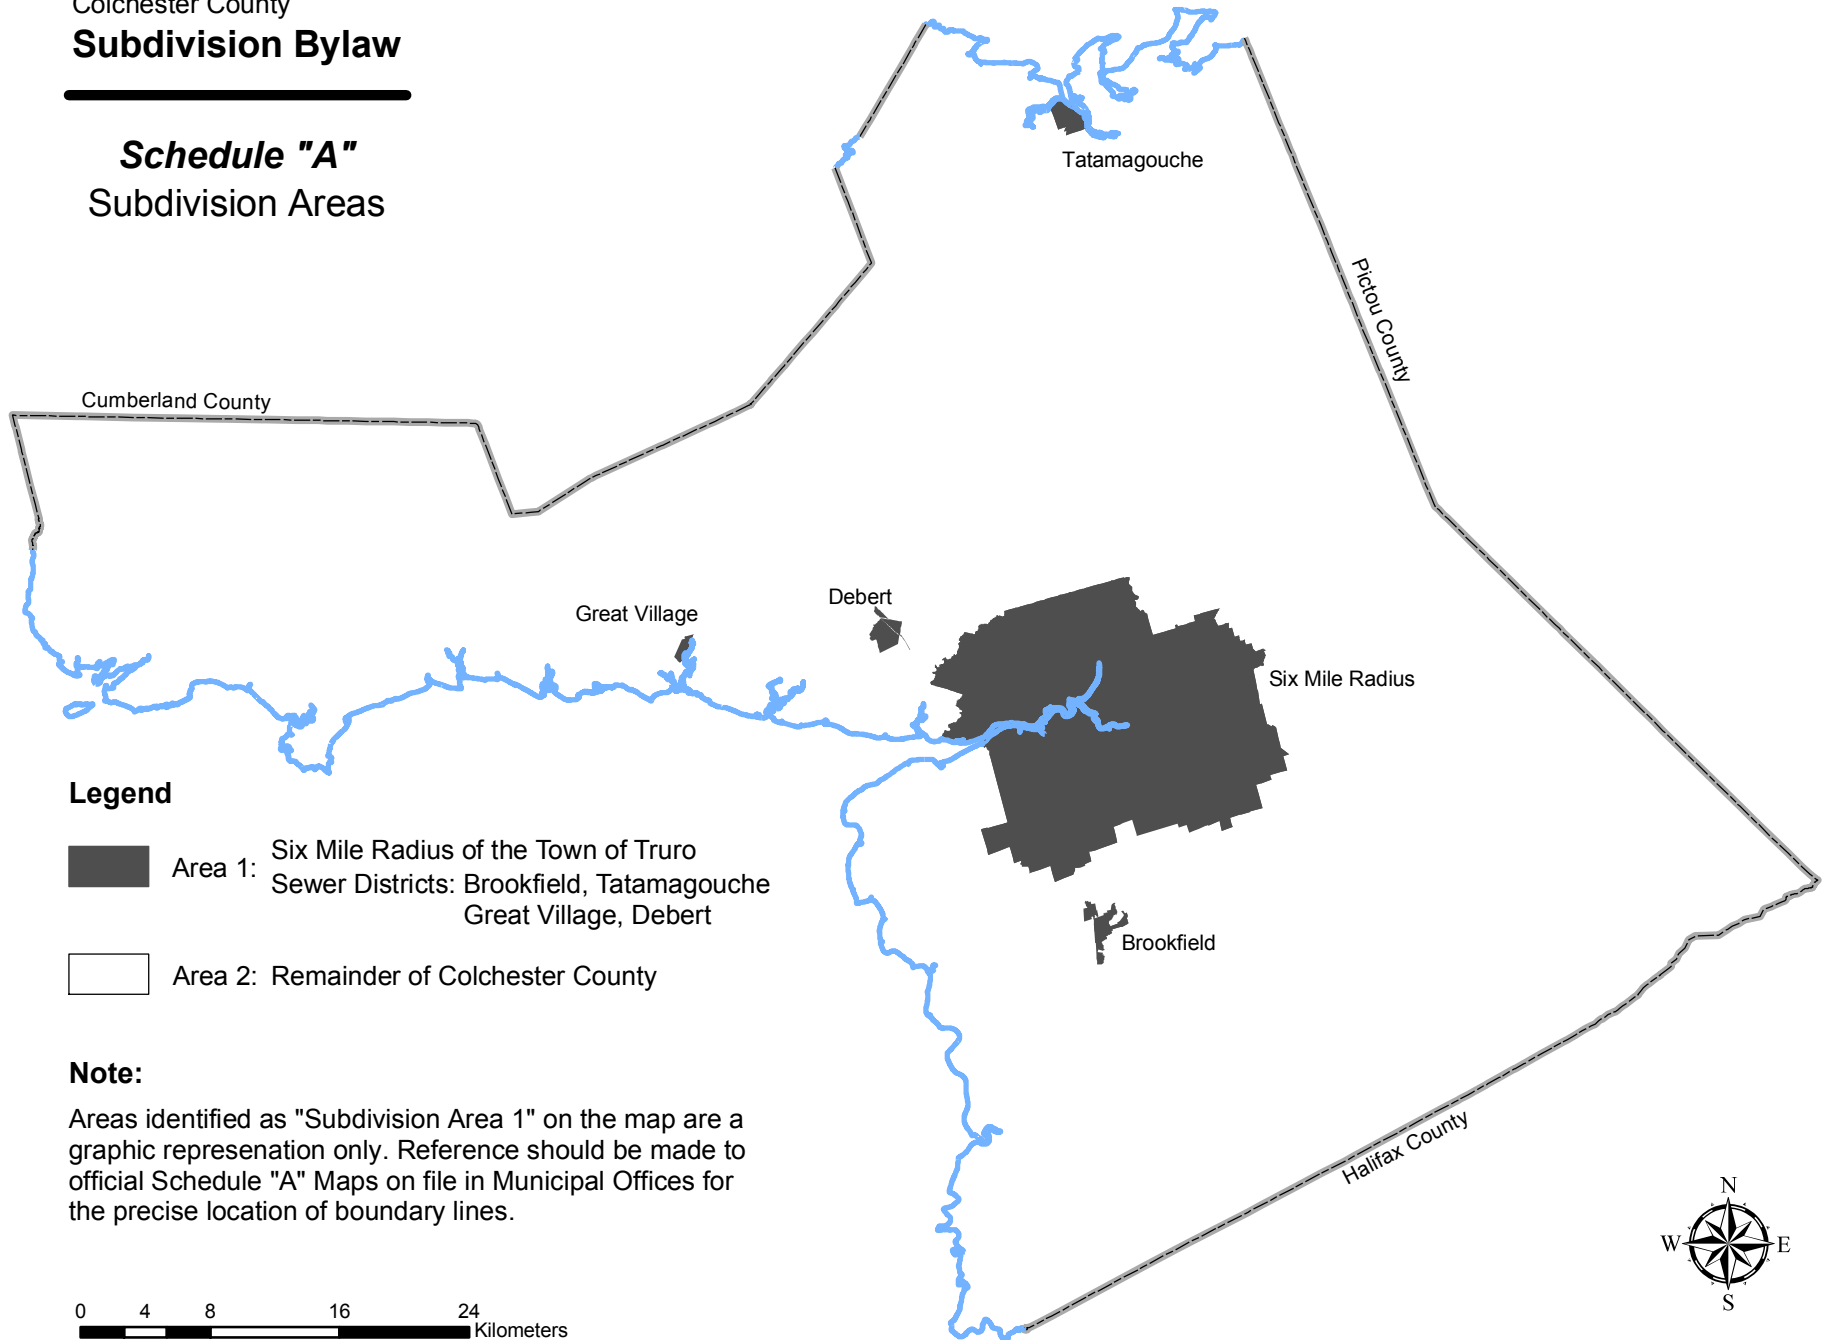 Colchester County
Subdivision Bylaw
Schedule "A"
Subdivision Areas
Tatamagouche
Pictou County
Cumberland County
Great Village
Debert
Six Mile Radius
Legend
Area 1: Six Mile Radius of the Town of Truro
Sewer Districts: Brookfield, Tatamagouche
Great Village, Debert
Brookfield
Area 2: Remainder of Colchester County
Note:
Areas identified as "Subdivision Area 1" on the map are a
graphic represenation only. Reference should be made to
official Schedule "A" Maps on file in Municipal Offices for
the precise location of boundary lines.
Halifax County
N
W E
S
0 4 8 16 24
Kilometers